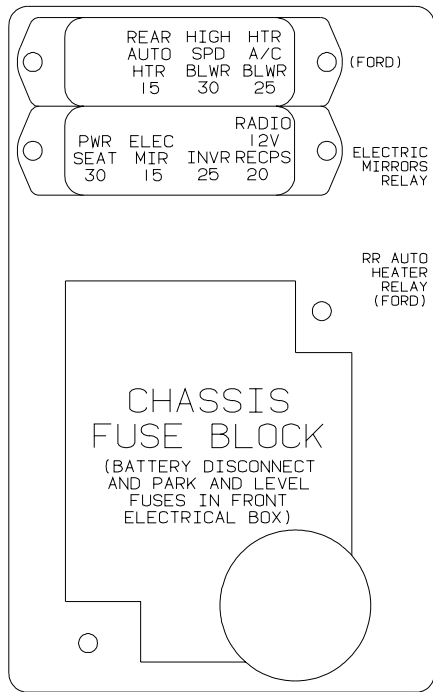 REAR HIGH HTR
AUTO SPD A/C
HTR BLWR BLWR
15 30 25
(FORD)
RADIO
PWR ELEC 12V
SEAT MIR INVR RECPS
30 15 25 20
ELECTRIC
MIRRORS
RELAY
RR AUTO
HEATER
RELAY
(FORD)
CHASSIS
FUSE BLOCK
(BATTERY DISCONNECT
AND PARK AND LEVEL
FUSES IN FRONT
ELECTRICAL BOX)